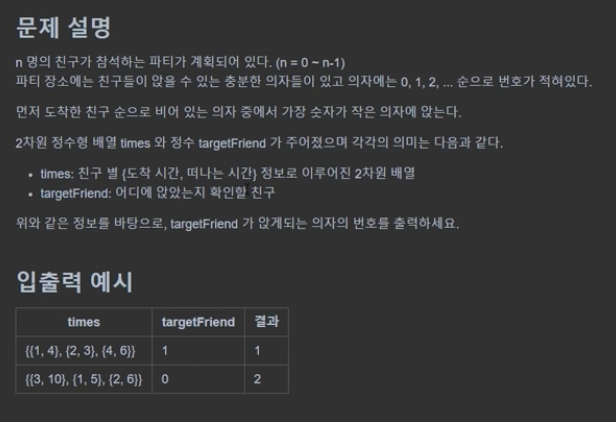 문제 설명
n 명의 친구가 참석하는 파티가 계획되어 있다. (n = 0 ~ n-1)
파티 장소에는 친구들이 앉을 수 있는 충분한 의자들이 있고 의자에는 0, 1, 2, ... 순으로 번호가 적혀있다.
먼저 도착한 친구 순으로 비어 있는 의자 중에서 가장 숫자가 작은 의자에 앉는다.
2차원 정수형 배열 times 와 정수 targetFriend 가 주어졌으며 각각의 의미는 다음과 같다.
• times: 친구 별 {도착 시간, 떠나는 시간} 정보로 이루어진 2차원 배열
• targetFriend: 어디에 앉았는지 확인할 친구
위와 같은 정보를 바탕으로, targetFriend 가 앉게되는 의자의 번호를 출력하세요.
입출력 예시
times targetFriend 결과
{{1, 4}, {2, 3}, {4, 6}} 1 1
{{3, 10}, {1, 5}, {2, 6}} 0 2